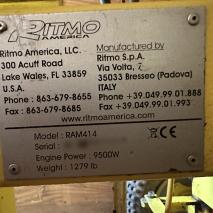 RITMO
AMERICA
Ritmo America, LLC.
300 Acuff Road
Lake Wales, FL 33859
U.S.A.
Phone : 863-679-8655
Fax : 863-679-8685
Manufactured by
Ritmo S.p.A.
Via Volta, 7
35033 Bresseo (Padova)
ITALY
Phone +39.049.99.01.888
Fax +39.049.99.01.993
www.ritmoamerica.com
Model : RAM414
Serial :
CE
Engine Power : 9500W
Weight : 1279 lb